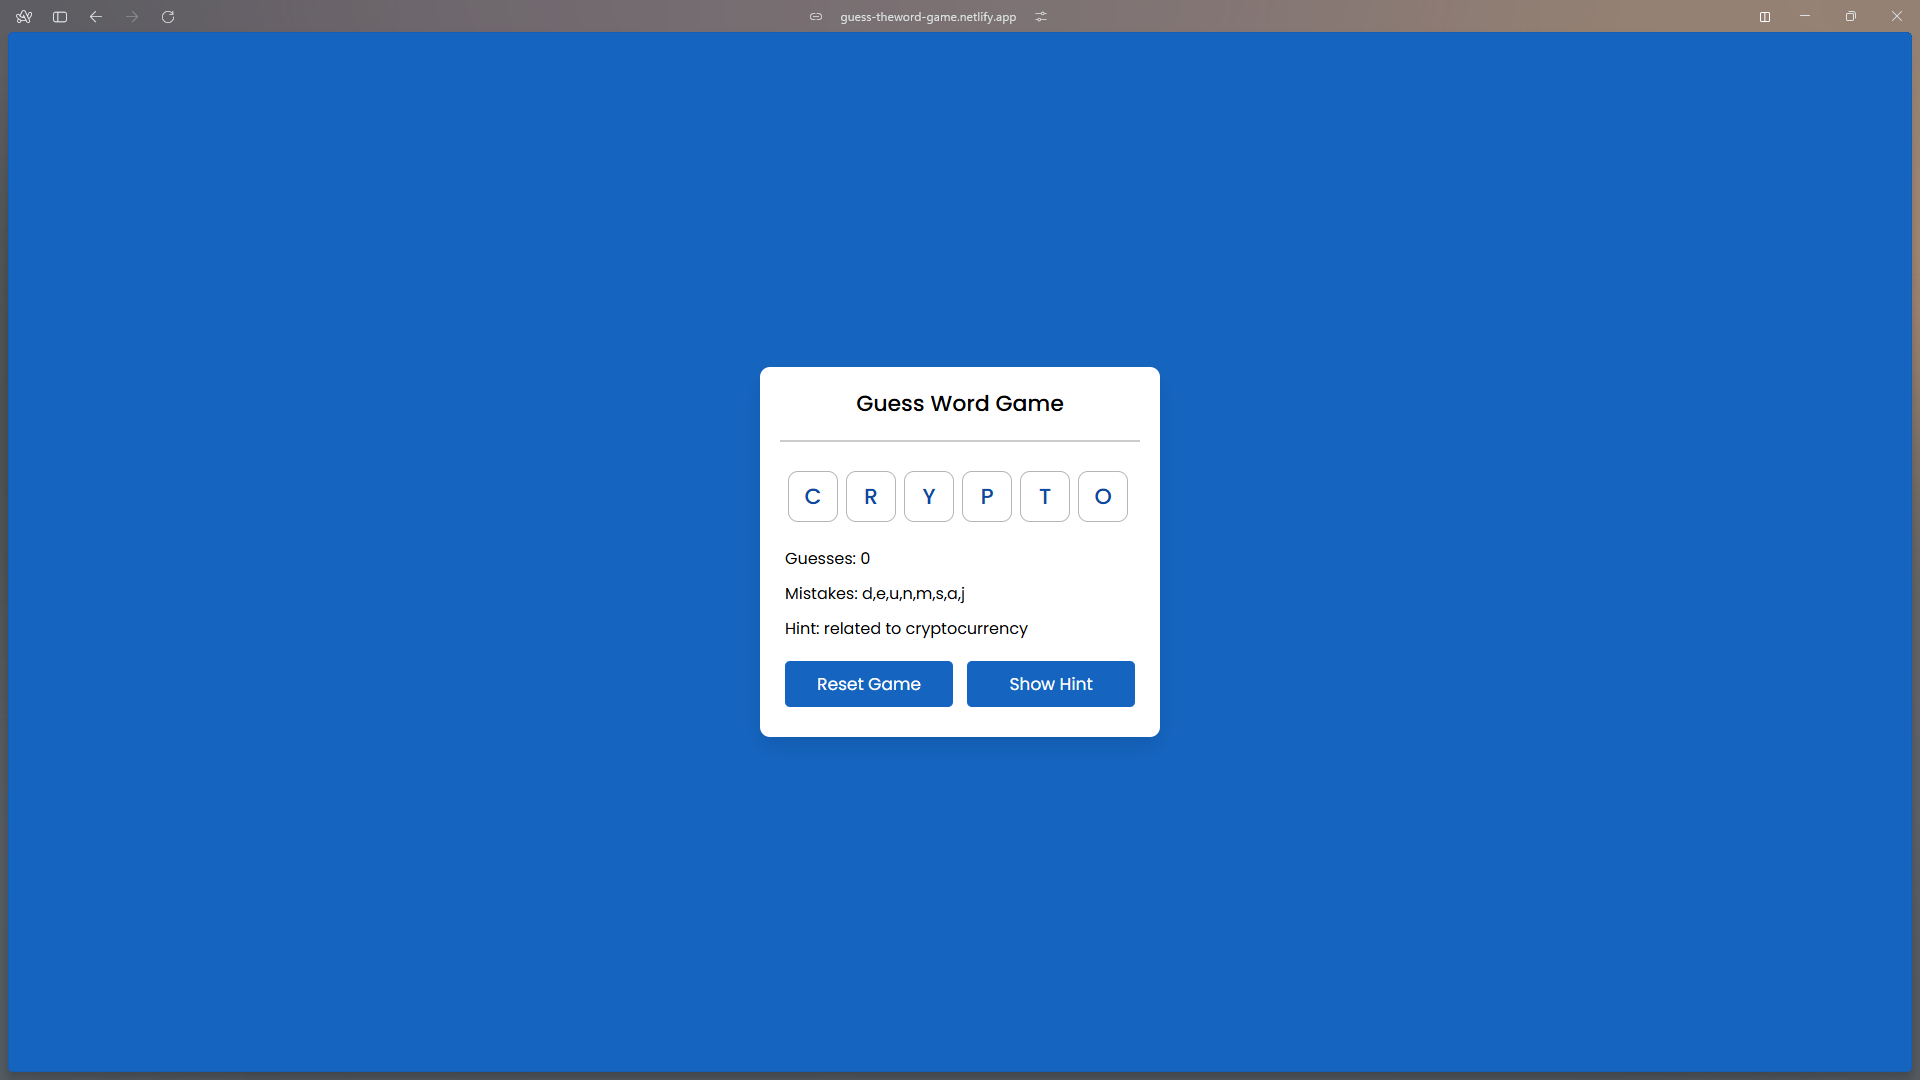 guess-theword-game.netlify.app
Guess Word Game
C R Y P T O
Guesses: 0
Mistakes: d,e,u,n,m,s,a,j
Hint: related to cryptocurrency
Reset Game Show Hint